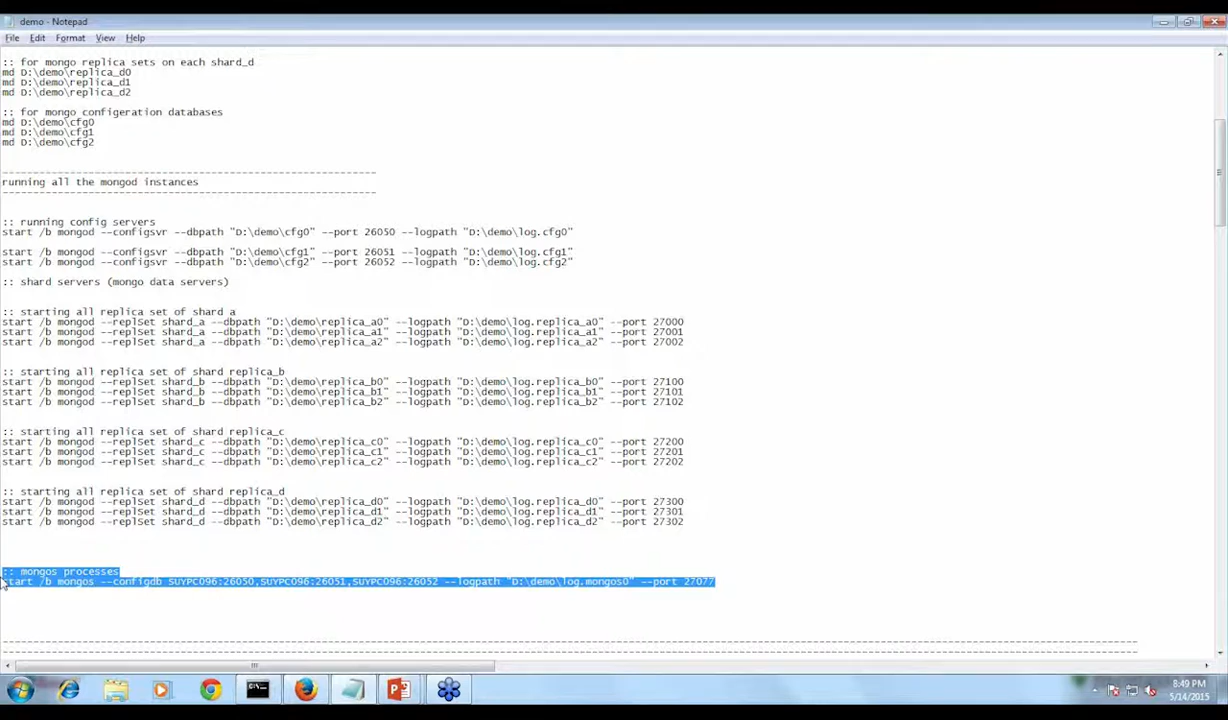 demo - Notepad
File Edit Format View Help
:: for mongo replica sets on each shard_d
md D:\demo\replica_d0
md D:\demo\replica_d1
md D:\demo\replica_d2
:: for mongo configeration databases
md D:\demo\cfg0
md D:\demo\cfg1
md D:\demo\cfg2
running all the mongod instances
:: running config servers
start /b mongod --configsvr --dbpath "D:\demo\cfg0" --port 26050 --logpath "D:\demo\log.cfg0"
start /b mongod --configsvr --dbpath "D:\demo\cfg1" --port 26051 --logpath "D:\demo\log.cfg1"
start /b mongod --configsvr --dbpath "D:\demo\cfg2" --port 26052 --logpath "D:\demo\log.cfg2"
:: shard servers (mongo data servers)
:: starting all replica set of shard a
start /b mongod --replSet shard_a --dbpath "D:\demo\replica_a0" --logpath "D:\demo\log.replica_a0" --port 27000
start /b mongod --replSet shard_a --dbpath "D:\demo\replica_a1" --logpath "D:\demo\log.replica_a1" --port 27001
start /b mongod --replSet shard_a --dbpath "D:\demo\replica_a2" --logpath "D:\demo\log.replica_a2" --port 27002
:: starting all replica set of shard replica_b
start /b mongod --replSet shard_b --dbpath "D:\demo\replica_b0" --logpath "D:\demo\log.replica_b0" --port 27100
start /b mongod --replSet shard_b --dbpath "D:\demo\replica_b1" --logpath "D:\demo\log.replica_b1" --port 27101
start /b mongod --replSet shard_b --dbpath "D:\demo\replica_b2" --logpath "D:\demo\log.replica_b2" --port 27102
:: starting all replica set of shard replica_c
start /b mongod --replSet shard_c --dbpath "D:\demo\replica_c0" --logpath "D:\demo\log.replica_c0" --port 27200
start /b mongod --replSet shard_c --dbpath "D:\demo\replica_c1" --logpath "D:\demo\log.replica_c1" --port 27201
start /b mongod --replSet shard_c --dbpath "D:\demo\replica_c2" --logpath "D:\demo\log.replica_c2" --port 27202
:: starting all replica set of shard replica_d
start /b mongod --replSet shard_d --dbpath "D:\demo\replica_d0" --logpath "D:\demo\log.replica_d0" --port 27300
start /b mongod --replSet shard_d --dbpath "D:\demo\replica_d1" --logpath "D:\demo\log.replica_d1" --port 27301
start /b mongod --replSet shard_d --dbpath "D:\demo\replica_d2" --logpath "D:\demo\log.replica_d2" --port 27302
:: mongos processes
start /b mongos --configdb SUYPC096:26050,SUYPC096:26051,SUYPC096:26052 --logpath "D:\demo\log.mongos0" --port 27077
8:49 PM
5/14/2015